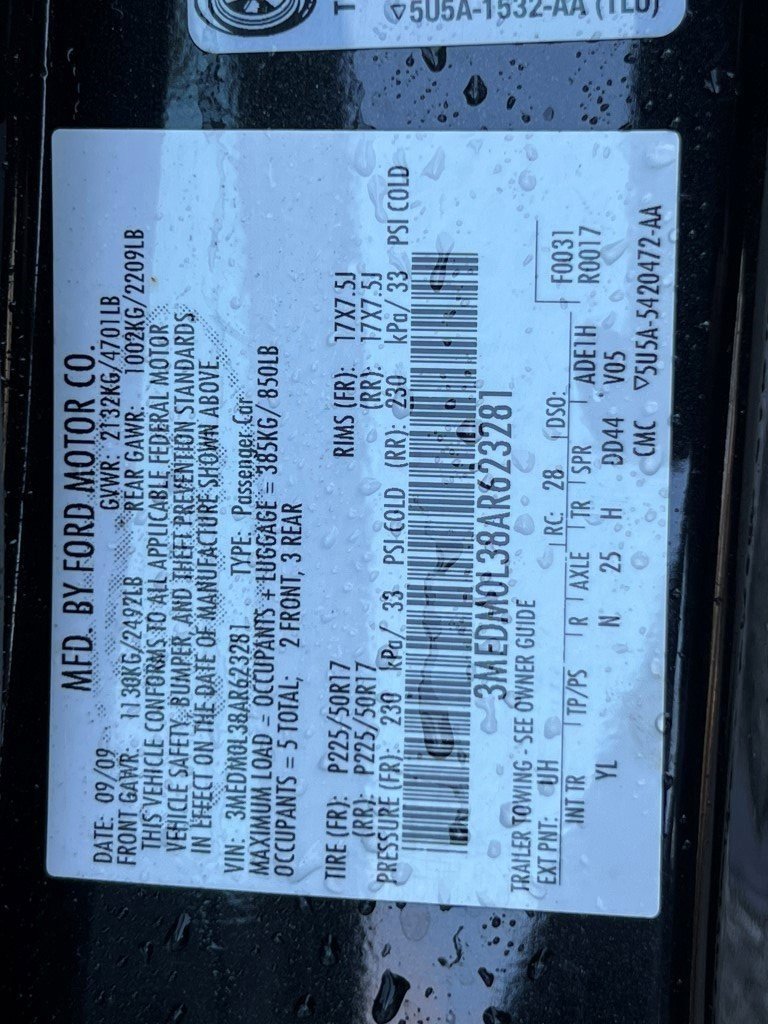 5U5A-1532-AA (TLD)
MFD. BY FORD MOTOR CO.
DATE: 09/09 GVWR: 2132KG/4701LB
FRONT GAWR: 1130KG/2492LB REAR GAWR: 1002KG/2209LB
THIS VEHICLE CONFORMS TO ALL APPLICABLE FEDERAL MOTOR
VEHICLE SAFETY, BUMPER, AND THEFT PREVENTION STANDARDS
IN EFFECT ON THE DATE OF MANUFACTURE SHOWN ABOVE.
VIN: 3MEDM0L38AR623281 TYPE: Passenger Car
MAXIMUM LOAD = OCCUPANTS + LUGGAGE = 385KG/ 850LB
OCCUPANTS = 5 TOTAL; 2 FRONT, 3 REAR
TIRE (FR): P225/50R17 RIMS (FR): 17X7.5J
(RR): P225/50R17 (RR): 17X7.5J
PRESSURE (FR): 230 kPa/ 33 PSI COLD (RR): 230 kPa/ 33 PSI COLD
3MEDM0L38AR623281
TRAILER TOWING - SEE OWNER GUIDE
EXT PNT: UH RC: 28 DSO: F0031
R0017
INT TR TP/PS R AXLE TR SPR ADE1H
YL N 25 H DD44 V05
CMC ▽5U5A-5420472-AA